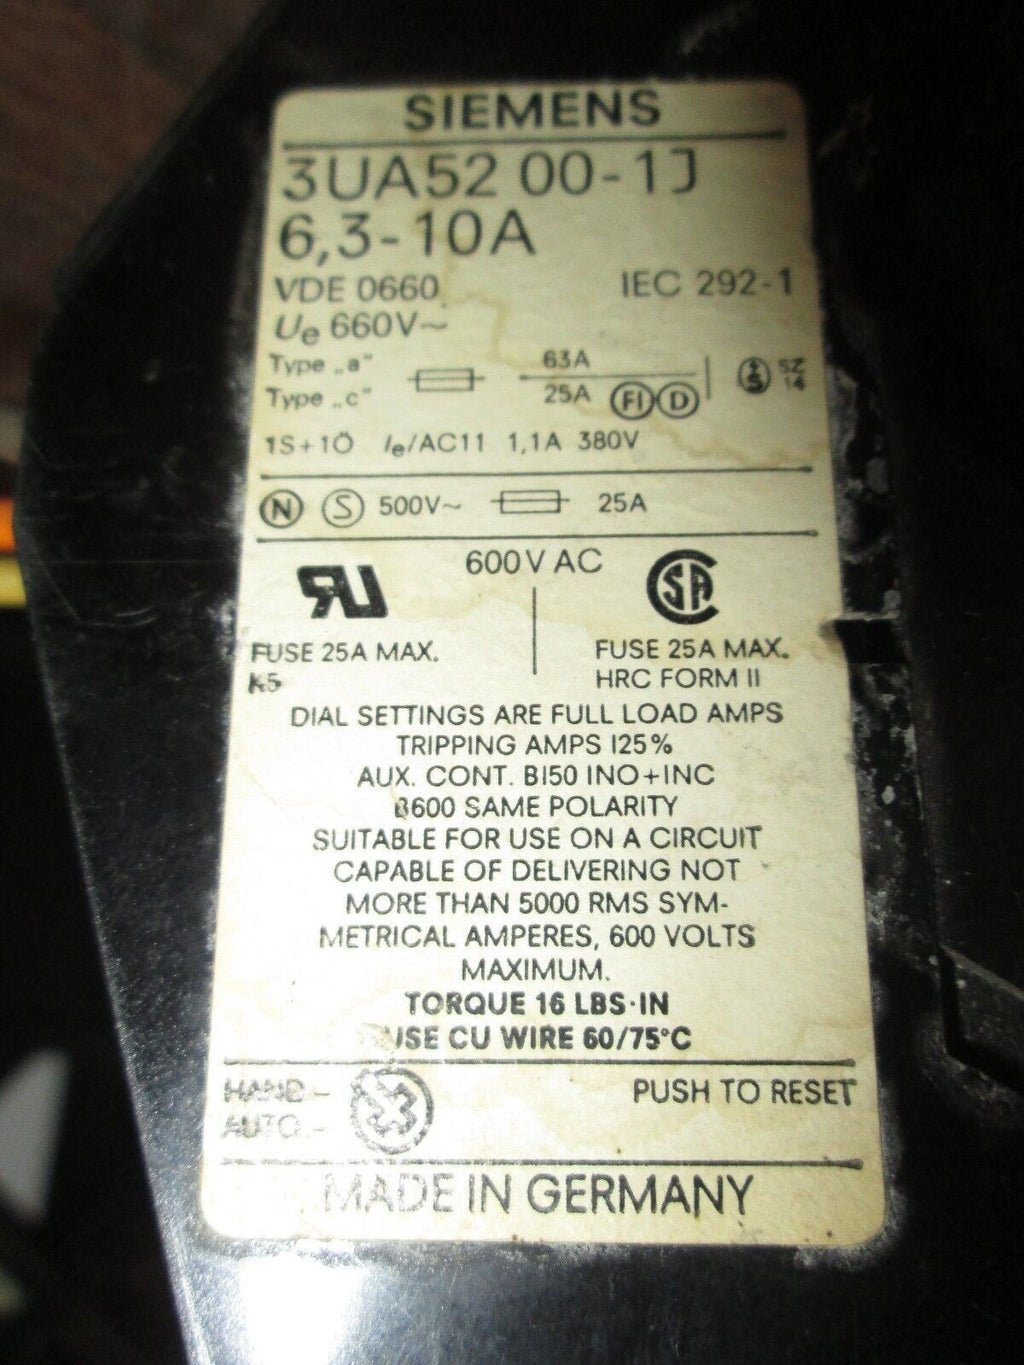 SIEMENS
3UA52 00-1J
6,3-10A
VDE 0660 IEC 292-1
Ue 660V~
Type „a" 63A
Type „c" 25A FI D
S SZ 14
1S+1Ö Ie/AC11 1,1A 380V
N S 500V~ 25A
600V AC
RU SA
FUSE 25A MAX. FUSE 25A MAX.
K5 HRC FORM II
DIAL SETTINGS ARE FULL LOAD AMPS
TRIPPING AMPS 125%
AUX. CONT. B150 1NO+1NC
B600 SAME POLARITY
SUITABLE FOR USE ON A CIRCUIT
CAPABLE OF DELIVERING NOT
MORE THAN 5000 RMS SYM-
METRICAL AMPERES, 600 VOLTS
MAXIMUM.
TORQUE 16 LBS·IN
USE CU WIRE 60/75°C
HAND - PUSH TO RESET
AUTO -
MADE IN GERMANY